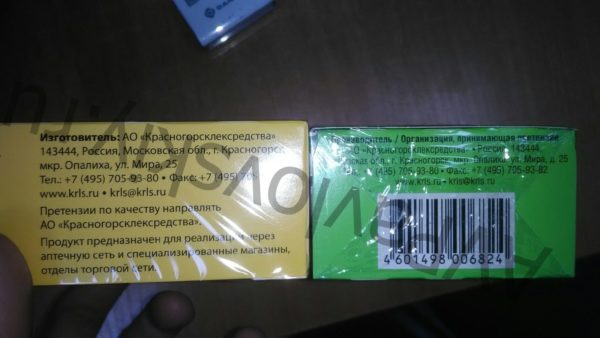 Изготовитель: АО «Красногорсклексредства»
143444, Россия, Московская обл., г. Красногорск,
мкр. Опалиха, ул. Мира, 25
Тел.: +7 (495) 705-93-80 • Факс: +7 (495) 70
www.krls.ru • krls@krls.ru
Претензии по качеству направлять
АО «Красногорсклексредства».
Продукт предназначен для реализации через
аптечную сеть и специализированные магазины,
отделы торговой сети.
Производитель / Организация, принимающая претензии:
АО «Красногорсклексредства»
обл., г. Красногорск, мкр. Опалиха, ул. Мира, д. 25
+7 (495) 705-93-80 • Факс: +7 (495) 705-93-82
www.krls.ru • krls@krls.ru
4 601498 006824